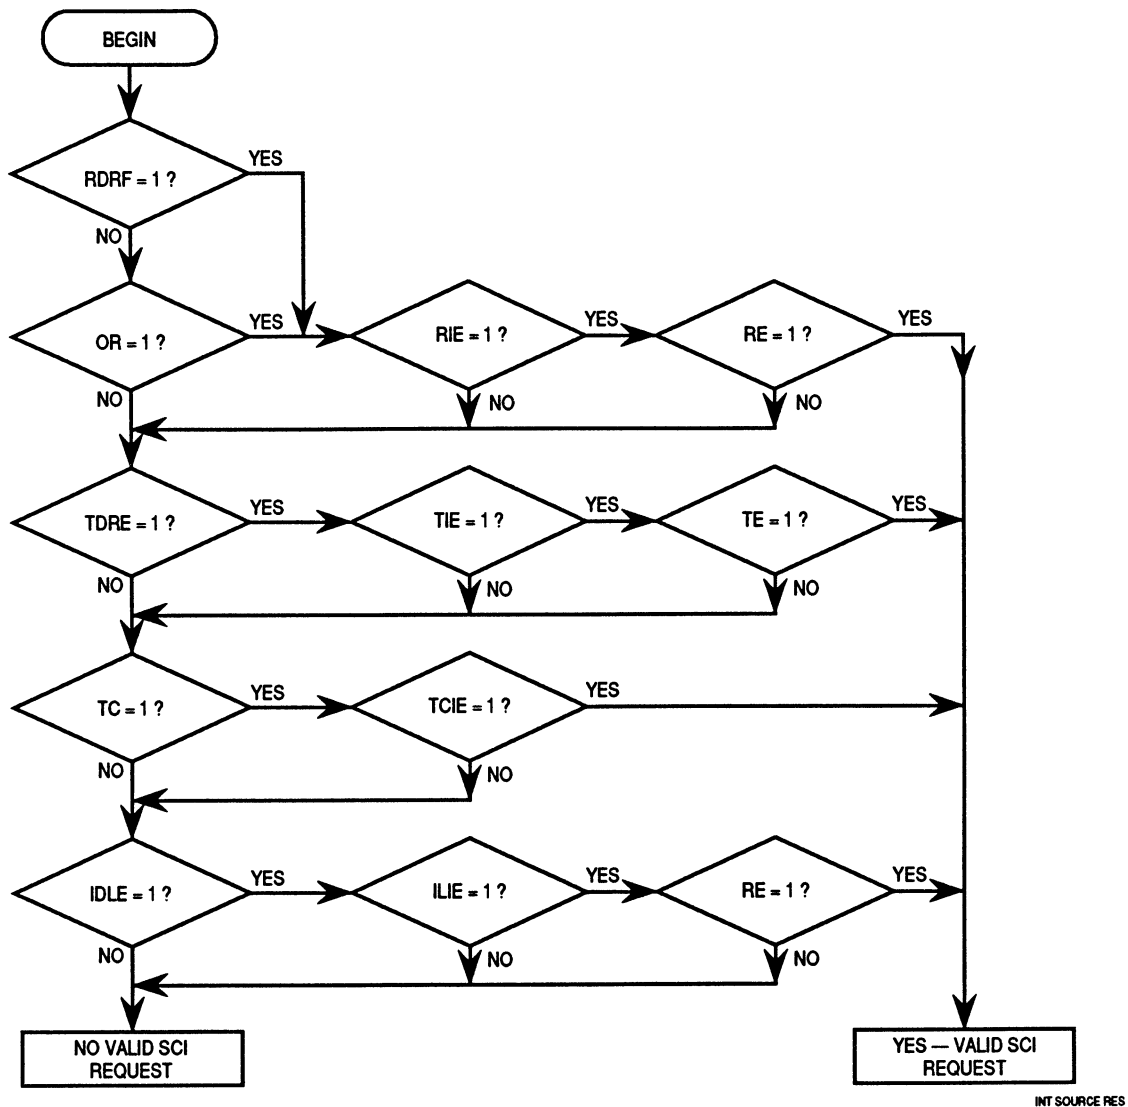 BEGIN
RDRF = 1 ?
YES
NO
OR = 1 ?
YES
RIE = 1 ?
YES
RE = 1 ?
YES
NO
NO
NO
TDRE = 1 ?
YES
TIE = 1 ?
YES
TE = 1 ?
YES
NO
NO
NO
TC = 1 ?
YES
TCIE = 1 ?
YES
NO
NO
IDLE = 1 ?
YES
ILIE = 1 ?
YES
RE = 1 ?
YES
NO
NO
NO
NO VALID SCI
REQUEST
YES — VALID SCI
REQUEST
INT SOURCE RES